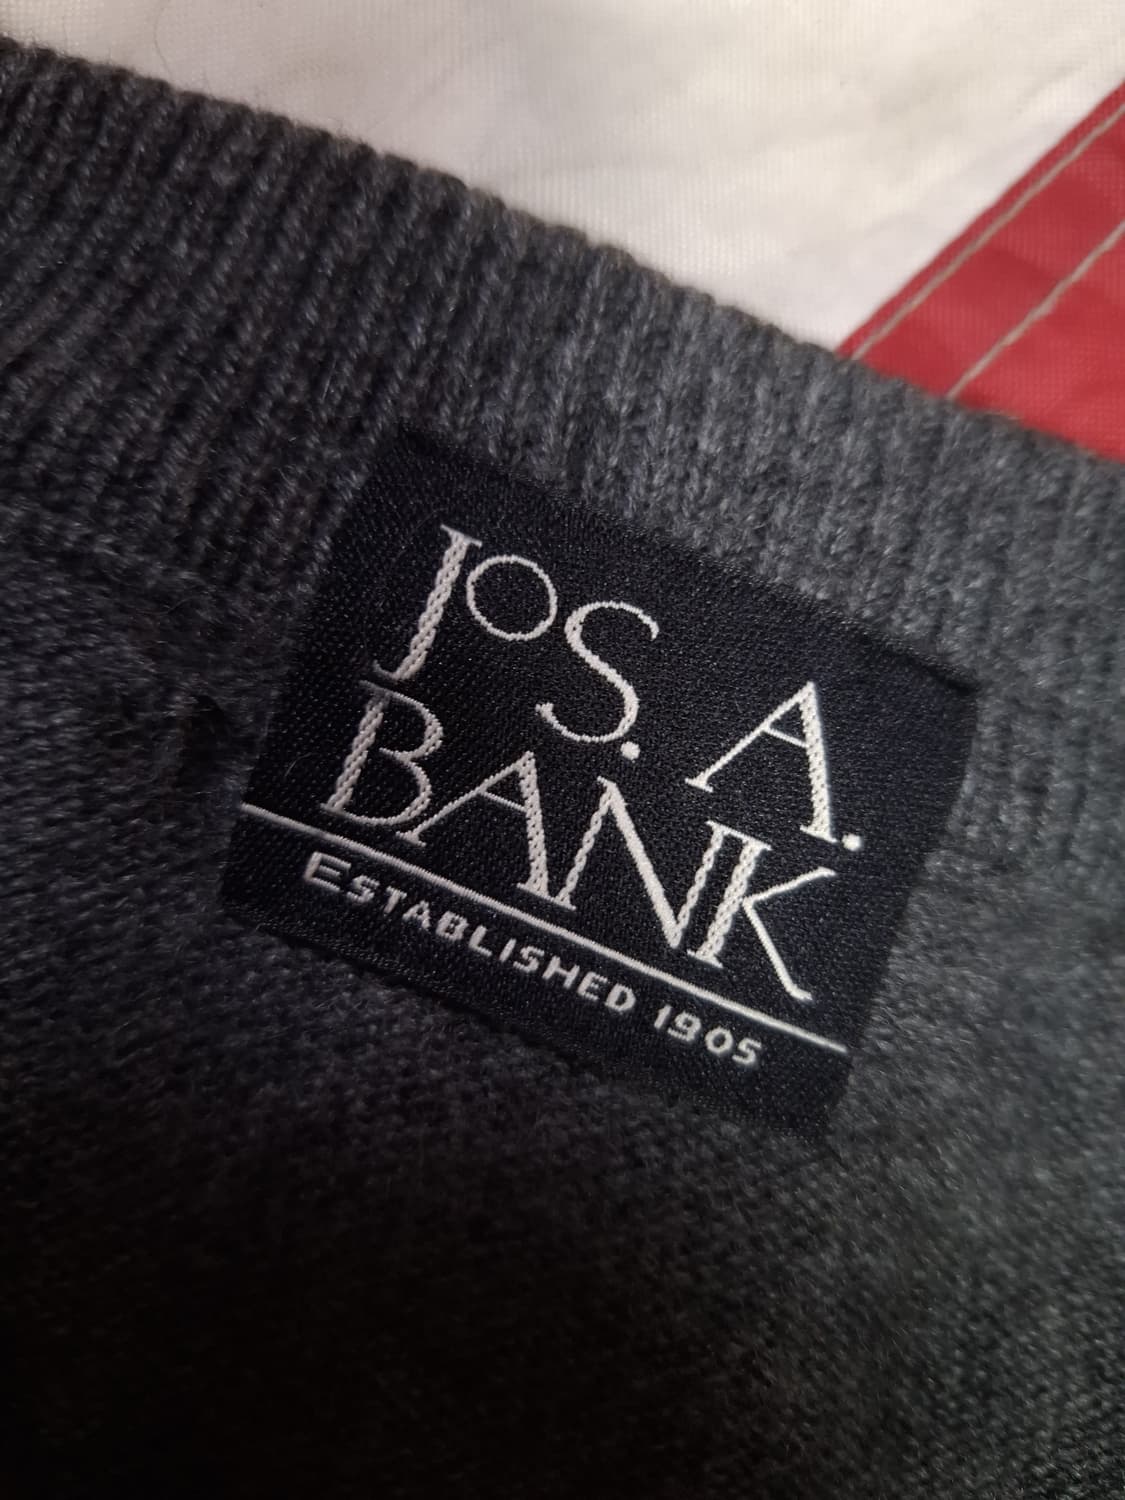 Jos. A.
BANK
ESTABLISHED 1905